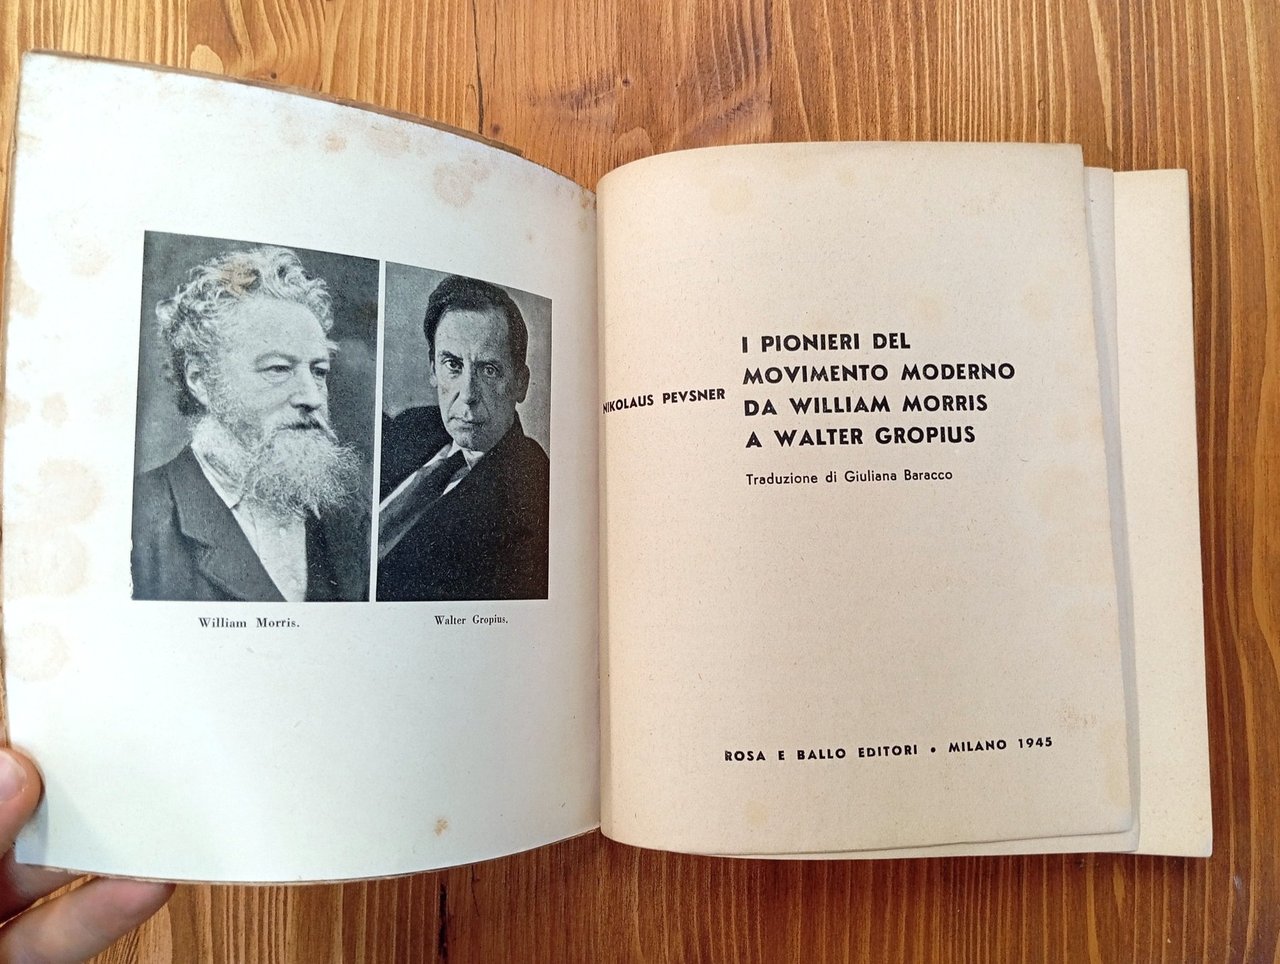 William Morris.
Walter Gropius.
NIKOLAUS PEVSNER
I PIONIERI DEL
MOVIMENTO MODERNO
DA WILLIAM MORRIS
A WALTER GROPIUS
Traduzione di Giuliana Baracco
ROSA E BALLO EDITORI • MILANO 1945